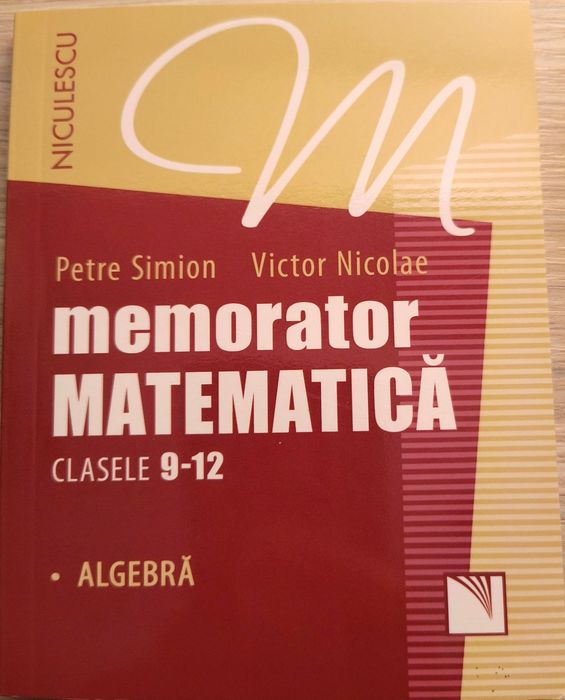 NICULESCU
m
Petre Simion Victor Nicolae
memorator
MATEMATICĂ
CLASELE 9-12
• ALGEBRĂ